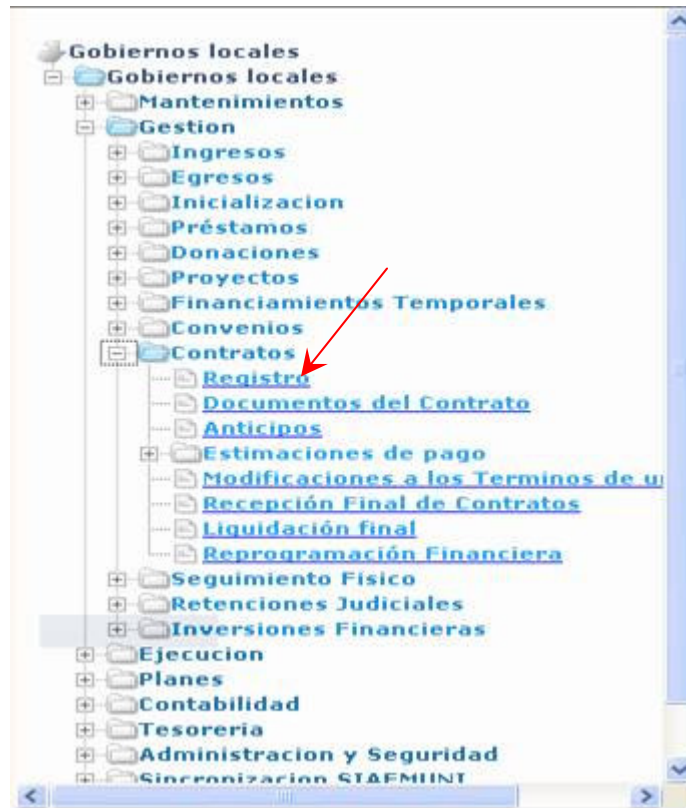 Gobiernos locales
Gobiernos locales
Mantenimientos
Gestion
Ingresos
Egresos
Inicializacion
Préstamos
Donaciones
Proyectos
Financiamientos Temporales
Convenios
Contratos
Registro
Documentos del Contrato
Anticipos
Estimaciones de pago
Modificaciones a los Terminos de u
Recepción Final de Contratos
Liquidación final
Reprogramación Financiera
Seguimiento Fisico
Retenciones Judiciales
Inversiones Financieras
Ejecucion
Planes
Contabilidad
Tesoreria
Administracion y Seguridad
Sincronizacion SIAFMUNI